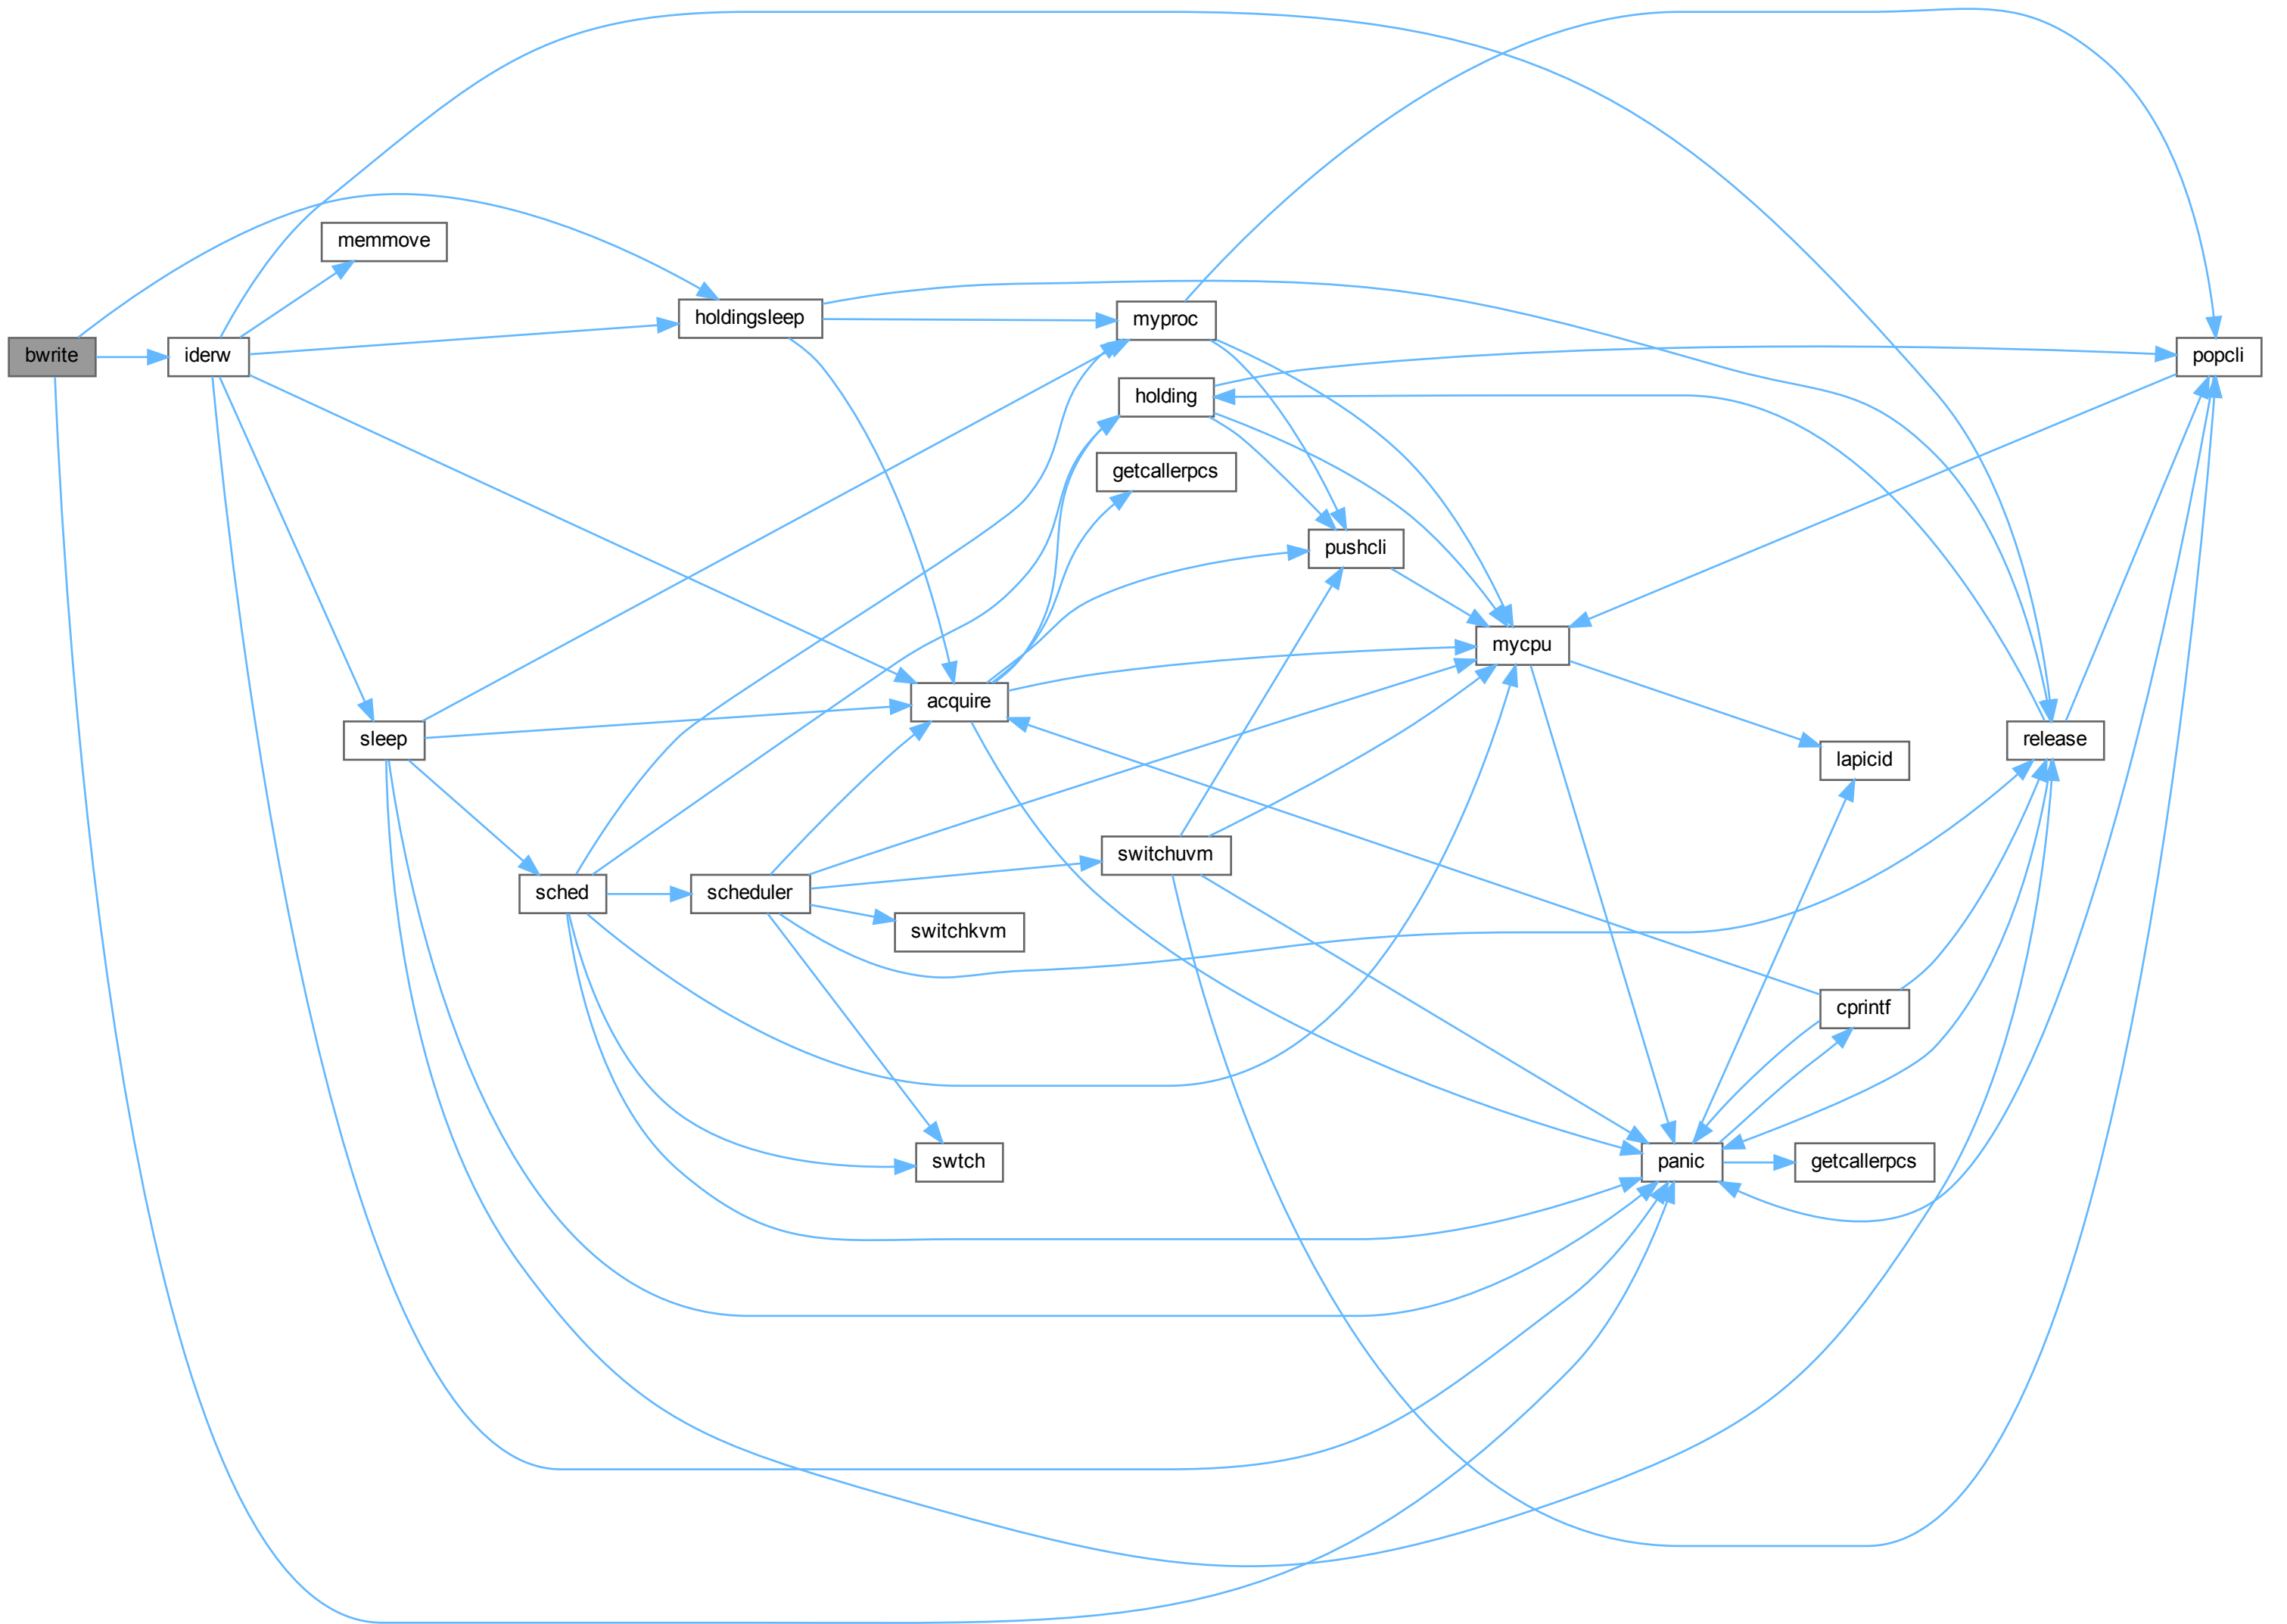 bwrite
iderw
memmove
holdingsleep
myproc
holding
getcallerpcs
pushcli
popcli
mycpu
acquire
sleep
release
lapicid
sched
scheduler
switchuvm
switchkvm
cprintf
swtch
panic
getcallerpcs